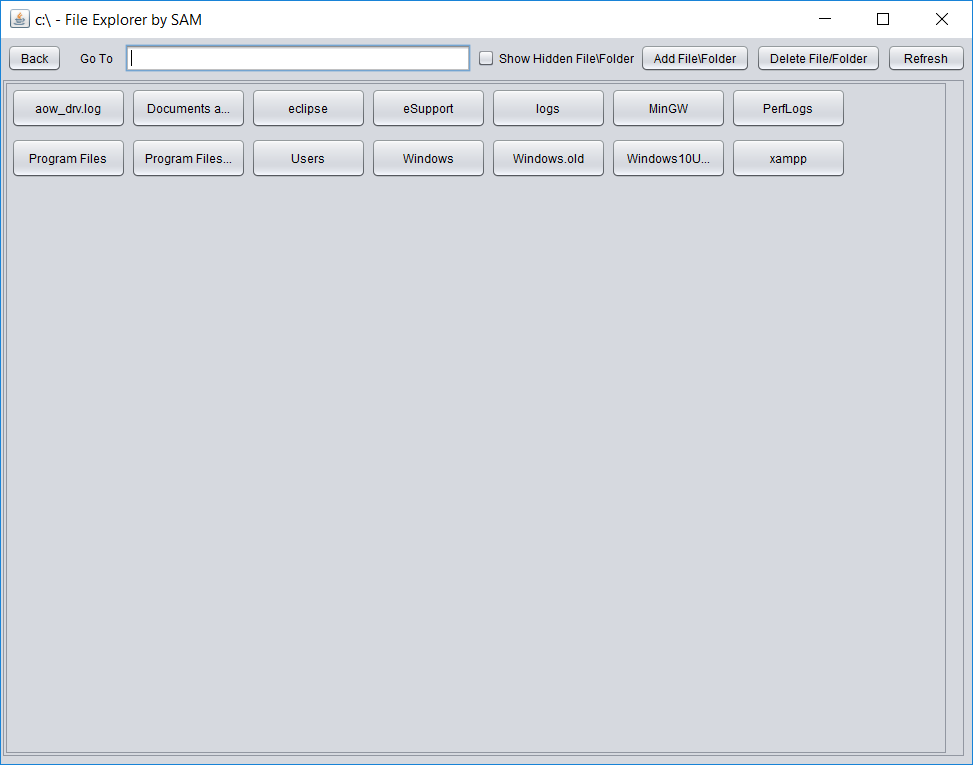 c:\ - File Explorer by SAM
Back Go To Show Hidden File\Folder Add File\Folder Delete File/Folder Refresh
aow_drv.log Documents a... eclipse eSupport logs MinGW PerfLogs
Program Files Program Files... Users Windows Windows.old Windows10U... xampp